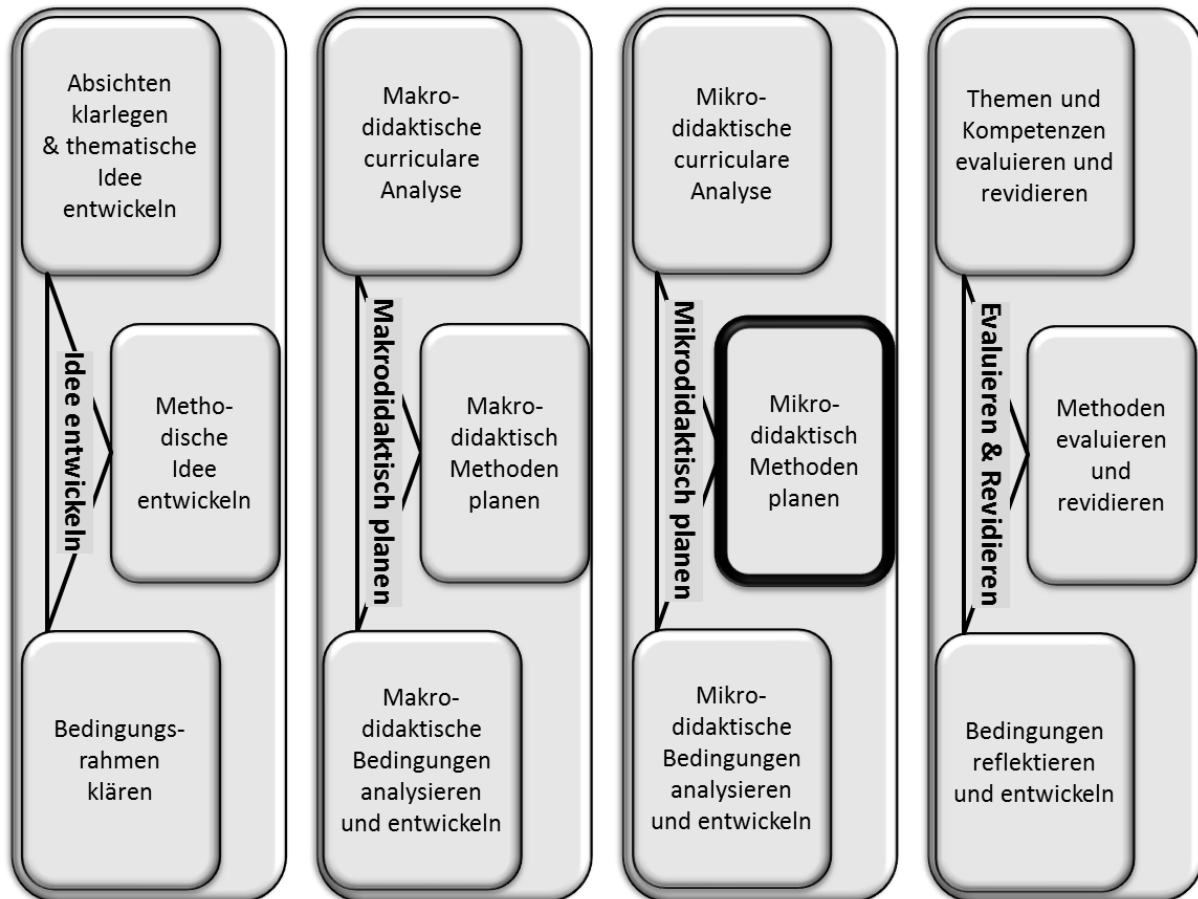 Absichten
klarlegen
& thematische
Idee
entwickeln
Idee entwickeln
Metho-
dische
Idee
entwickeln
Bedingungs-
rahmen
klären
Makro-
didaktische
curriculare
Analyse
Makrodidaktisch planen
Makro-
didaktisch
Methoden
planen
Makro-
didaktische
Bedingungen
analysieren
und entwickeln
Mikro-
didaktische
curriculare
Analyse
Mikrodidaktisch planen
Mikro-
didaktisch
Methoden
planen
Mikro-
didaktische
Bedingungen
analysieren
und entwickeln
Themen und
Kompetenzen
evaluieren und
revidieren
Evaluieren & Revidieren
Methoden
evaluieren
und
revidieren
Bedingungen
reflektieren
und entwickeln